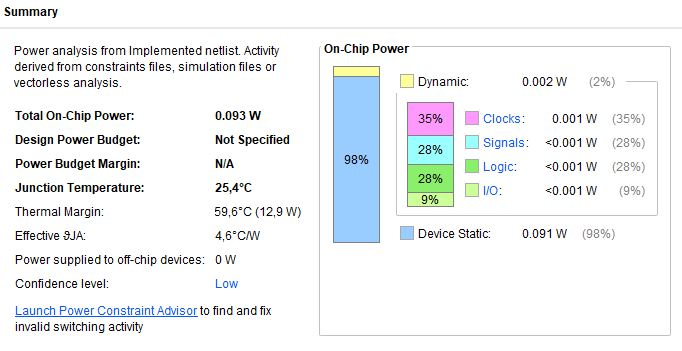 Summary
Power analysis from Implemented netlist. Activity
derived from constraints files, simulation files or
vectorless analysis.
Total On-Chip Power: 0.093 W
Design Power Budget: Not Specified
Power Budget Margin: N/A
Junction Temperature: 25,4°C
Thermal Margin: 59,6°C (12,9 W)
Effective ϑJA: 4,6°C/W
Power supplied to off-chip devices: 0 W
Confidence level: Low
Launch Power Constraint Advisor to find and fix
invalid switching activity
On-Chip Power
98%
Dynamic: 0.002 W (2%)
35% Clocks: 0.001 W (35%)
28% Signals: <0.001 W (28%)
28% Logic: <0.001 W (28%)
9% I/O: <0.001 W (9%)
Device Static: 0.091 W (98%)